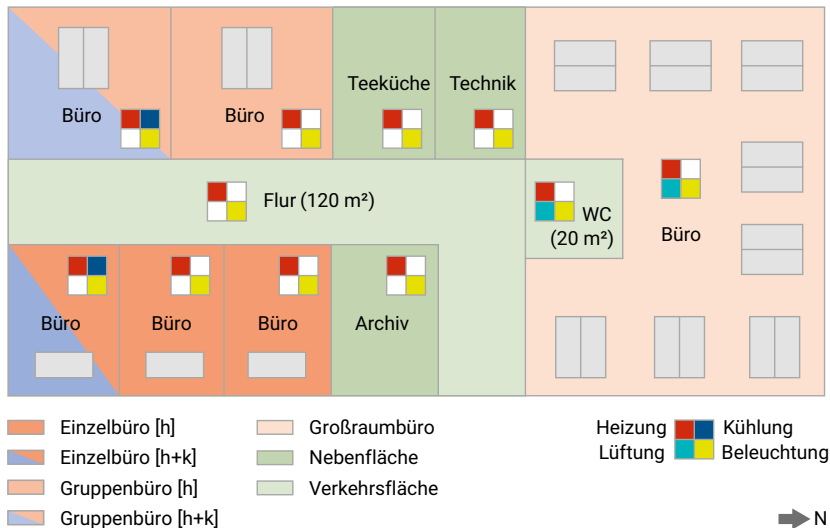 Teeküche
Technik
Büro
Büro
Flur (120 m²)
WC
(20 m²)
Büro
Büro
Büro
Büro
Archiv
Einzelbüro [h]
Einzelbüro [h+k]
Gruppenbüro [h]
Gruppenbüro [h+k]
Großraumbüro
Nebenfläche
Verkehrsfläche
Heizung
Kühlung
Lüftung
Beleuchtung
N